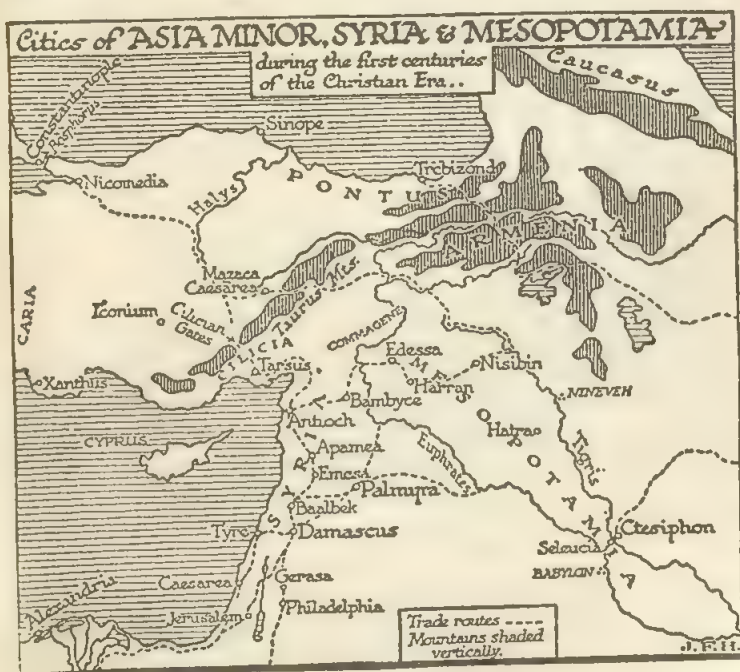 Cities of ASIA MINOR, SYRIA & MESOPOTAMIA
during the first centuries
of the Christian Era..
Caucasus
Constantinople
Bosphorus
Sinope
Nicomedia
Halys
PONTUS
Trebizond
ARMENIA
Mazaca
Caesarea
Taurus Mts.
CARIA
Iconium
Cilician
Gates
CILICIA
COMMAGENE
Tarsus
Edessa
Nisibin
Xanthus
Harran
MESOPOTAMIA
NINEVEH
Bambyce
Antioch
CYPRUS
SYRIA
Hatra
Tigris
Apamea
Euphrates
Emesa
Palmyra
Baalbek
Tyre
Damascus
Ctesiphon
Seleucia
BABYLON
Caesarea
Gerasa
Alexandria
Jerusalem
Philadelphia
Trade routes ----
Mountains shaded
vertically.
J.F.H.